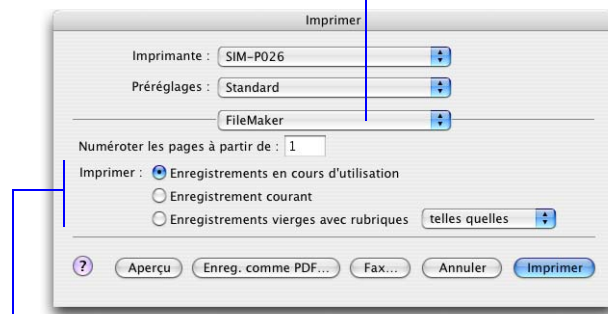 Imprimer
Imprimante : SIM-P026
Préréglages : Standard
FileMaker
Numéroter les pages à partir de : 1
Imprimer : Enregistrements en cours d'utilisation
Enregistrement courant
Enregistrements vierges avec rubriques telles quelles
? Aperçu Enreg. comme PDF... Fax... Annuler Imprimer